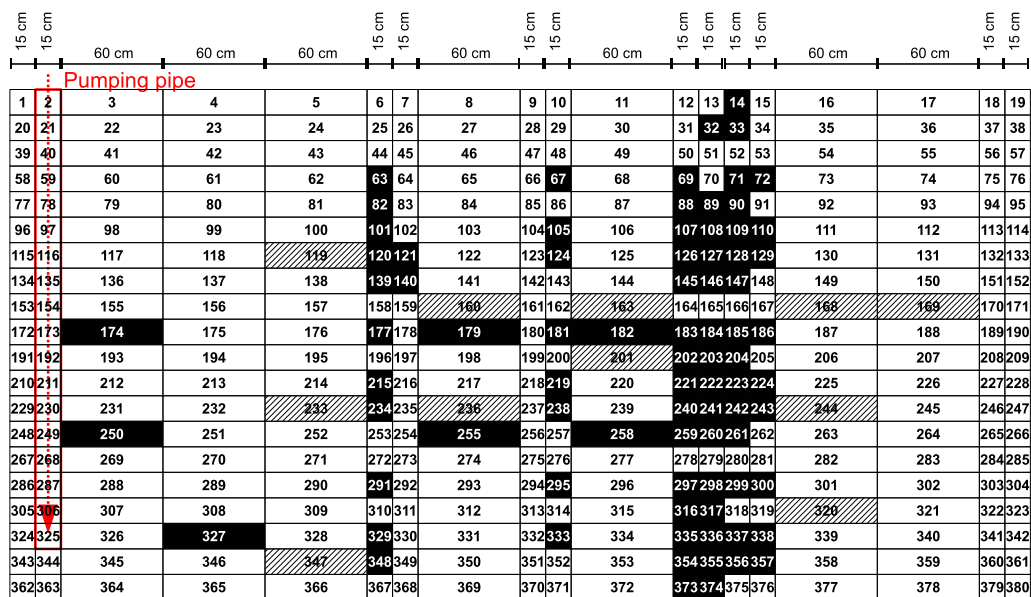 15 cm 15 cm 60 cm 60 cm 60 cm 15 cm 15 cm 60 cm 15 cm 15 cm 60 cm 15 cm 15 cm 15 cm 15 cm 60 cm 60 cm 15 cm 15 cm
Pumping pipe
1 2 3 4 5 6 7 8 9 10 11 12 13 14 15 16 17 18 19
20 21 22 23 24 25 26 27 28 29 30 31 32 33 34 35 36 37 38
39 40 41 42 43 44 45 46 47 48 49 50 51 52 53 54 55 56 57
58 59 60 61 62 63 64 65 66 67 68 69 70 71 72 73 74 75 76
77 78 79 80 81 82 83 84 85 86 87 88 89 90 91 92 93 94 95
96 97 98 99 100 101 102 103 104 105 106 107 108 109 110 111 112 113 114
115 116 117 118 119 120 121 122 123 124 125 126 127 128 129 130 131 132 133
134 135 136 137 138 139 140 141 142 143 144 145 146 147 148 149 150 151 152
153 154 155 156 157 158 159 160 161 162 163 164 165 166 167 168 169 170 171
172 173 174 175 176 177 178 179 180 181 182 183 184 185 186 187 188 189 190
191 192 193 194 195 196 197 198 199 200 201 202 203 204 205 206 207 208 209
210 211 212 213 214 215 216 217 218 219 220 221 222 223 224 225 226 227 228
229 230 231 232 233 234 235 236 237 238 239 240 241 242 243 244 245 246 247
248 249 250 251 252 253 254 255 256 257 258 259 260 261 262 263 264 265 266
267 268 269 270 271 272 273 274 275 276 277 278 279 280 281 282 283 284 285
286 287 288 289 290 291 292 293 294 295 296 297 298 299 300 301 302 303 304
305 306 307 308 309 310 311 312 313 314 315 316 317 318 319 320 321 322 323
324 325 326 327 328 329 330 331 332 333 334 335 336 337 338 339 340 341 342
343 344 345 346 347 348 349 350 351 352 353 354 355 356 357 358 359 360 361
362 363 364 365 366 367 368 369 370 371 372 373 374 375 376 377 378 379 380